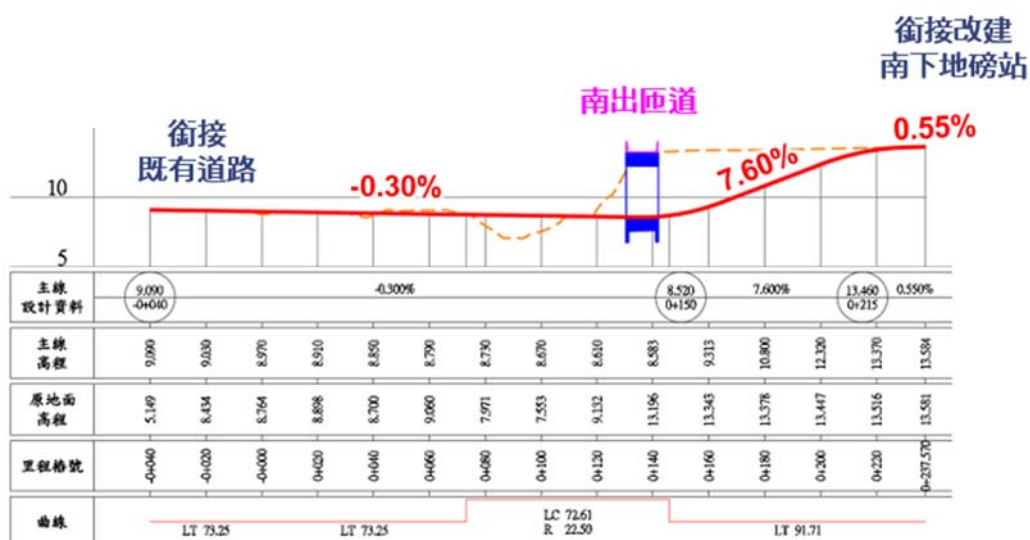 銜接改建
南下地磅站
南出匝道
銜接
既有道路
-0.30%
7.60%
0.55%
10
5
主線
設計資料
9.090
-0+040
-0.300%
8.520
0+150
7.600%
13.460
0+215
0.550%
主線
高程
9.090 9.030 8.970 8.910 8.850 8.790 8.730 8.670 8.610 8.583 9.313 10.800 12.320 13.370 13.584
原地面
高程
5.149 8.434 8.764 8.898 8.700 9.060 7.971 7.553 9.132 13.196 13.343 13.378 13.447 13.516 13.581
里程樁號
-0+040 -0+020 -0+000 0+020 0+040 0+060 0+080 0+100 0+120 0+140 0+160 0+180 0+200 0+220 0+237.570
曲線
LT 73.25
LT 73.25
LC 72.61
R 22.50
LT 91.71